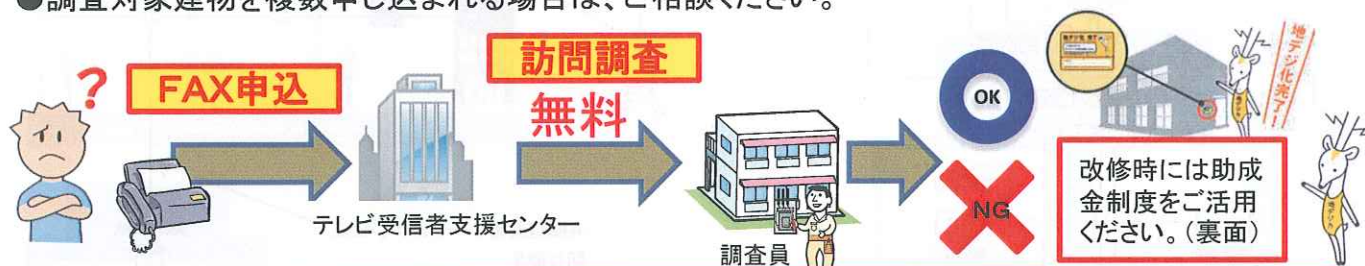 ●調査対象建物を複数申し込まれる場合は、ご相談ください。
?
FAX申込
訪問調査
無料
テレビ受信者支援センター
調査員
OK
NG
地デジ化完了!
改修時には助成
金制度をご活用
ください。(裏面)